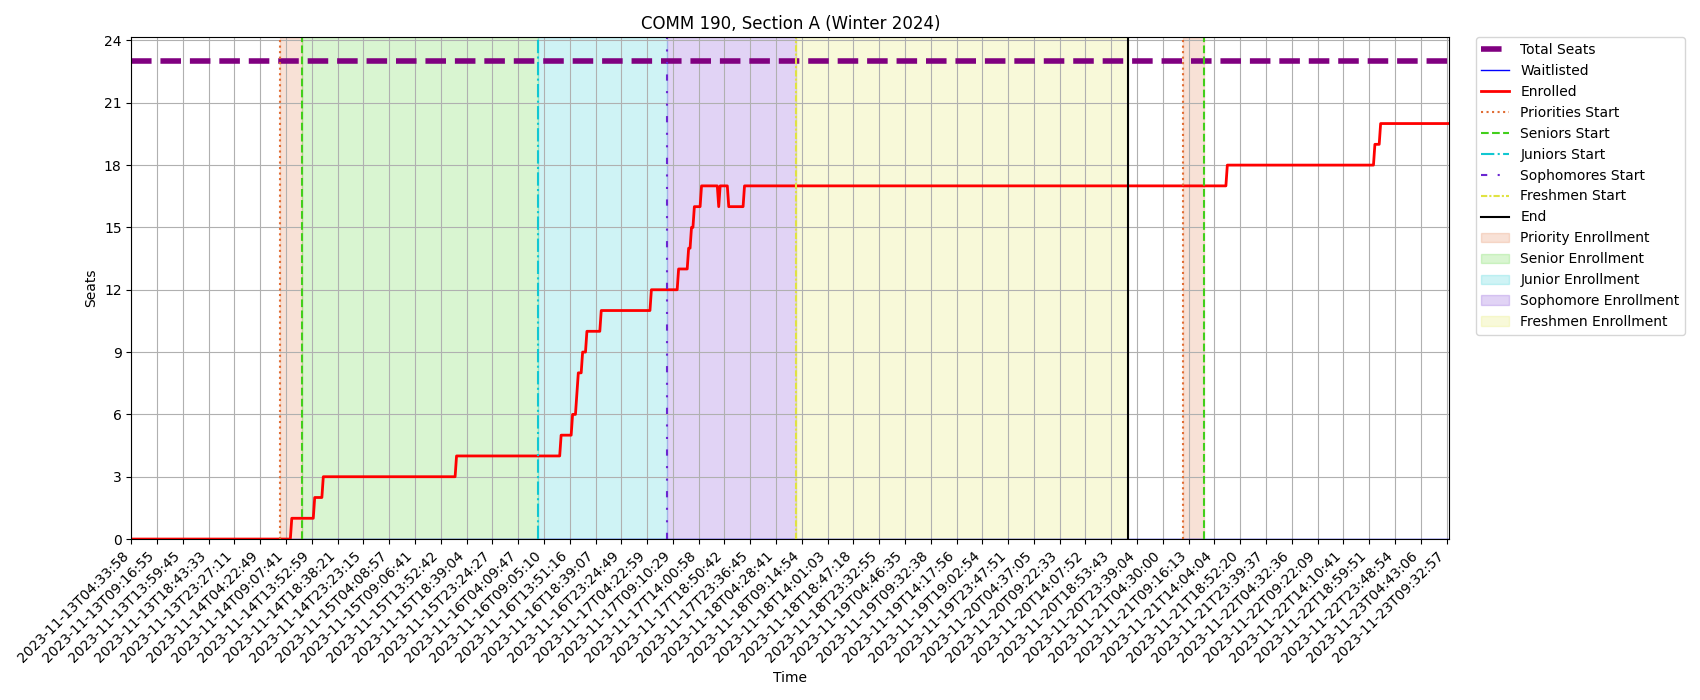 COMM 190, Section A (Winter 2024)
24
21
18
15
12
9
6
3
0
Seats
2023-11-13T04:33:58
2023-11-13T09:16:55
2023-11-13T13:59:45
2023-11-13T18:43:33
2023-11-13T23:27:11
2023-11-14T04:22:49
2023-11-14T09:07:41
2023-11-14T13:52:59
2023-11-14T18:38:21
2023-11-14T23:23:15
2023-11-15T04:08:57
2023-11-15T09:06:41
2023-11-15T13:52:42
2023-11-15T18:39:04
2023-11-15T23:24:27
2023-11-16T04:09:47
2023-11-16T09:05:10
2023-11-16T13:51:16
2023-11-16T18:39:07
2023-11-16T23:24:49
2023-11-17T04:22:59
2023-11-17T09:10:29
2023-11-17T14:00:58
2023-11-17T18:50:42
2023-11-17T23:36:45
2023-11-18T04:28:41
2023-11-18T09:14:54
2023-11-18T14:01:03
2023-11-18T18:47:18
2023-11-18T23:32:55
2023-11-19T04:46:35
2023-11-19T09:32:38
2023-11-19T14:17:56
2023-11-19T19:02:54
2023-11-19T23:47:51
2023-11-20T04:37:05
2023-11-20T09:22:33
2023-11-20T14:07:52
2023-11-20T18:53:43
2023-11-20T23:39:04
2023-11-21T04:30:00
2023-11-21T09:16:13
2023-11-21T14:04:04
2023-11-21T18:52:20
2023-11-21T23:39:37
2023-11-22T04:32:36
2023-11-22T09:22:09
2023-11-22T14:10:41
2023-11-22T18:59:51
2023-11-22T23:48:54
2023-11-23T04:43:06
2023-11-23T09:32:57
Time
Total Seats
Waitlisted
Enrolled
Priorities Start
Seniors Start
Juniors Start
Sophomores Start
Freshmen Start
End
Priority Enrollment
Senior Enrollment
Junior Enrollment
Sophomore Enrollment
Freshmen Enrollment